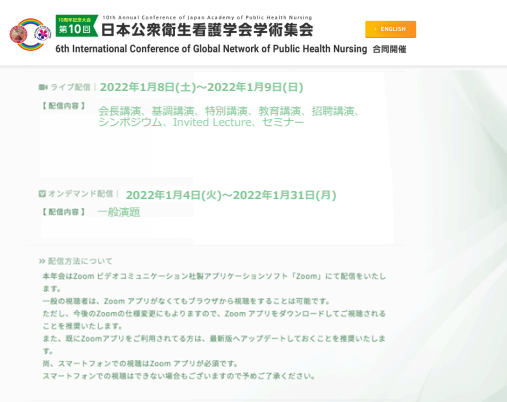 10周年記念大会
第10回
10th Annual Conference of Japan Academy of Public Health Nursing
日本公衆衛生看護学会学術集会
ENGLISH
6th International Conference of Global Network of Public Health Nursing 合同開催
ライブ配信｜ 2022年1月8日(土)～2022年1月9日(日)
【 配信内容 】 会長講演、基調講演、特別講演、教育講演、招聘講演、
シンポジウム、Invited Lecture、セミナー
オンデマンド配信｜ 2022年1月4日(火)～2022年1月31日(月)
【 配信内容 】 一般演題
配信方法について
本年会はZoom ビデオコミュニケーション社製アプリケーションソフト「Zoom」にて配信をいたし
ます。
一般の視聴者は、Zoom アプリがなくてもブラウザから視聴をすることは可能です。
ただし、今後のZoomの仕様変更にもよりますので、Zoom アプリをダウンロードしてご視聴される
ことを推奨いたします。
また、既にZoomアプリをご利用されてる方は、最新版へアップデートしておくことを推奨いたしま
す。
尚、スマートフォンでの視聴はZoom アプリが必須です。
スマートフォンでの視聴はできない場合もございますので予めご了承ください。